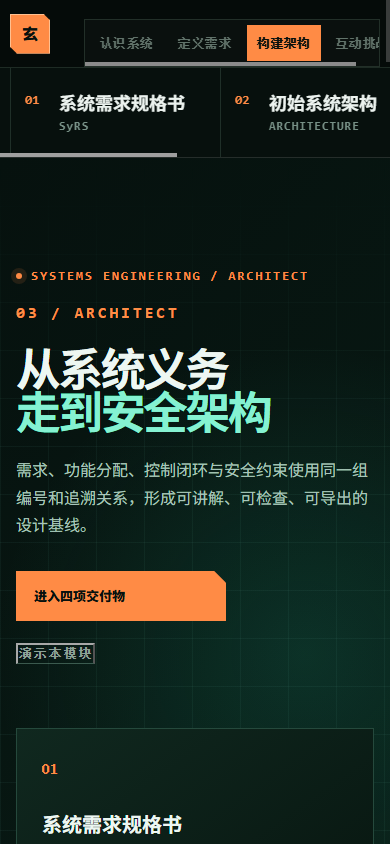 玄
认识系统 定义需求 构建架构 互动挑战
01 系统需求规格书
SyRS
02 初始系统架构
ARCHITECTURE
SYSTEMS ENGINEERING / ARCHITECT
03 / ARCHITECT
从系统义务
走到安全架构
需求、功能分配、控制闭环与安全约束使用同一组
编号和追溯关系，形成可讲解、可检查、可导出的
设计基线。
进入四项交付物
演示本模块
01
系统需求规格书